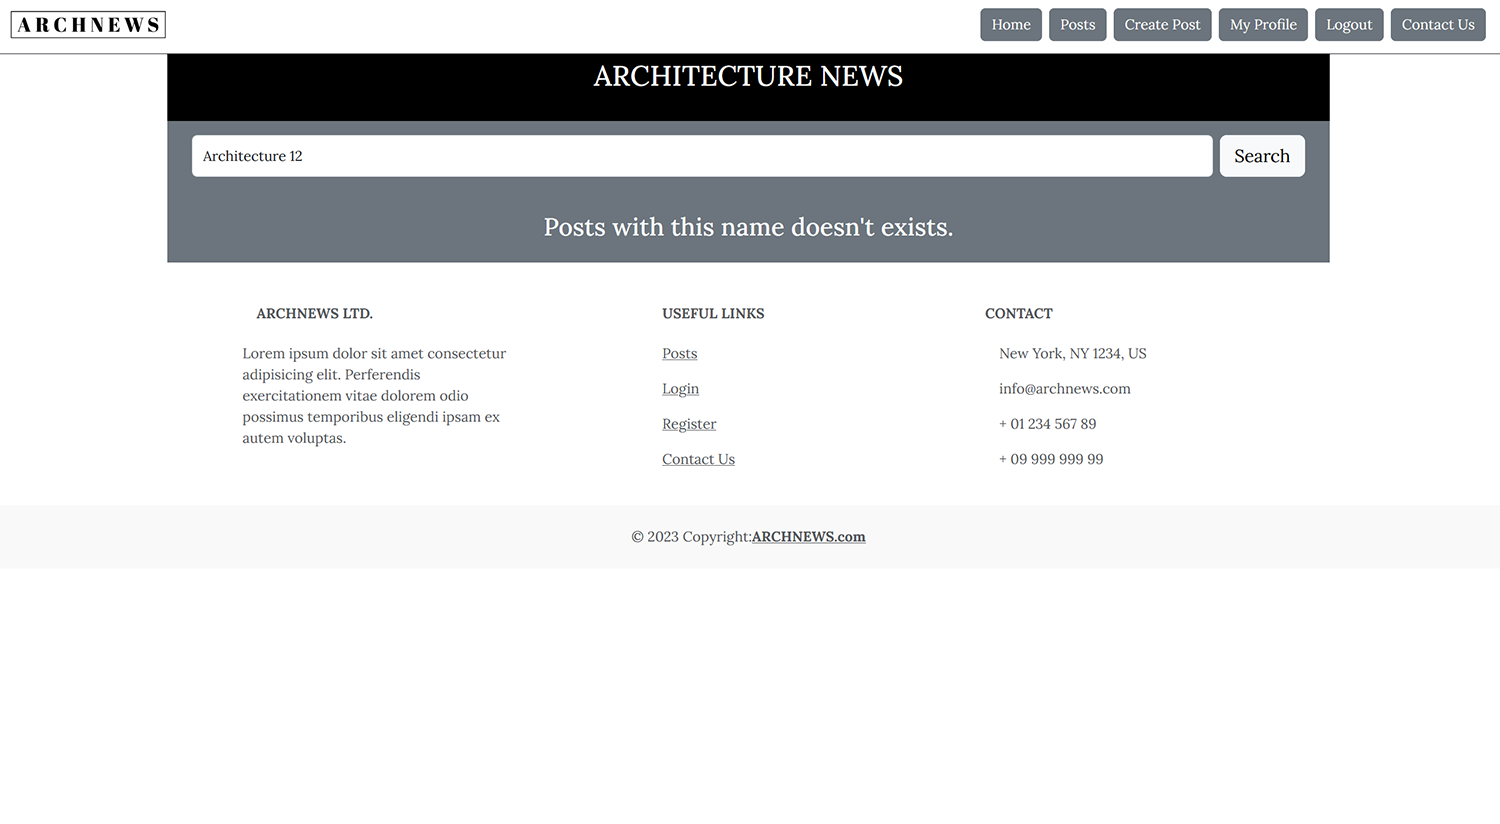 ARCHNEWS
Home Posts Create Post My Profile Logout Contact Us
ARCHITECTURE NEWS
Architecture 12
Search
Posts with this name doesn't exists.
ARCHNEWS LTD.
Lorem ipsum dolor sit amet consectetur
adipisicing elit. Perferendis
exercitationem vitae dolorem odio
possimus temporibus eligendi ipsam ex
autem voluptas.
USEFUL LINKS
Posts
Login
Register
Contact Us
CONTACT
New York, NY 1234, US
info@archnews.com
+ 01 234 567 89
+ 09 999 999 99
© 2023 Copyright:ARCHNEWS.com